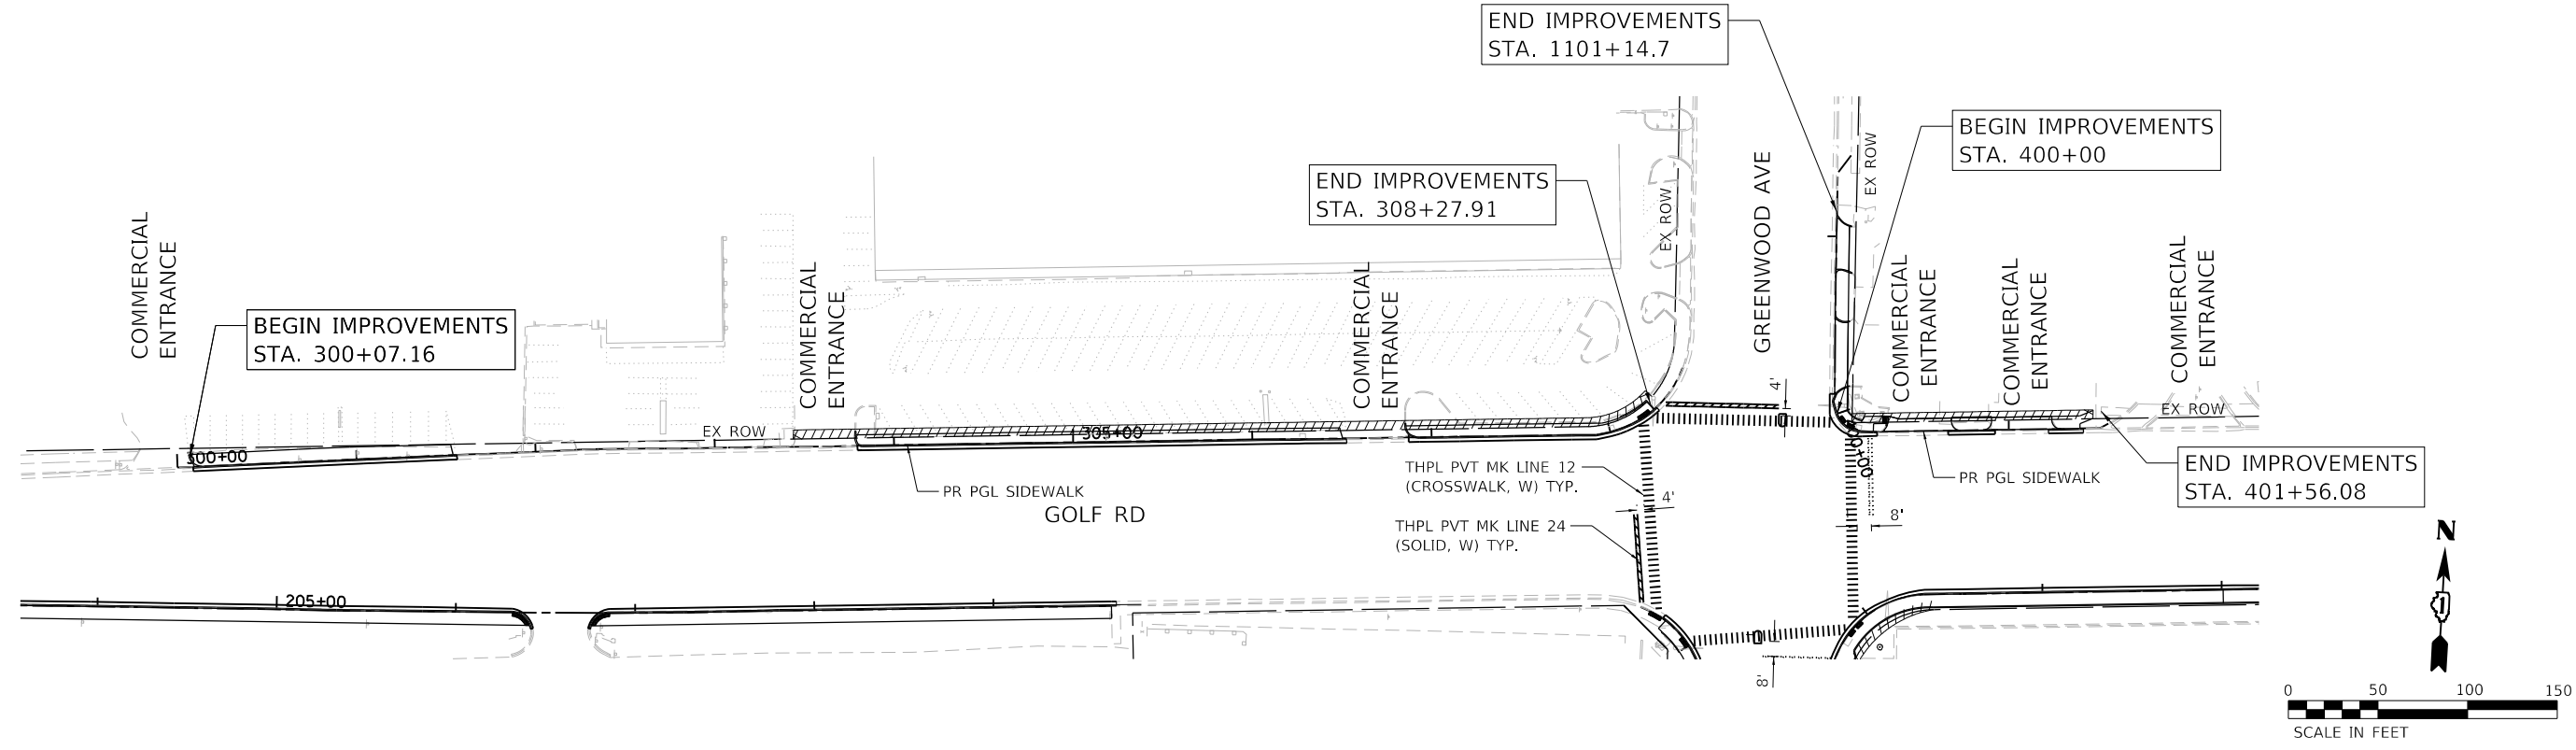 END IMPROVEMENTS
STA. 1101+14.7
BEGIN IMPROVEMENTS
STA. 400+00
END IMPROVEMENTS
STA. 308+27.91
EX ROW
GREENWOOD AVE
EX ROW
COMMERCIAL
ENTRANCE
BEGIN IMPROVEMENTS
STA. 300+07.16
COMMERCIAL
ENTRANCE
COMMERCIAL
ENTRANCE
COMMERCIAL
ENTRANCE
COMMERCIAL
ENTRANCE
COMMERCIAL
ENTRANCE
4'
EX ROW
EX ROW
300+00
305+00
PR PGL SIDEWALK
GOLF RD
THPL PVT MK LINE 12
(CROSSWALK, W) TYP.
4'
THPL PVT MK LINE 24
(SOLID, W) TYP.
8'
PR PGL SIDEWALK
END IMPROVEMENTS
STA. 401+56.08
205+00
8'
N
0 50 100 150
SCALE IN FEET